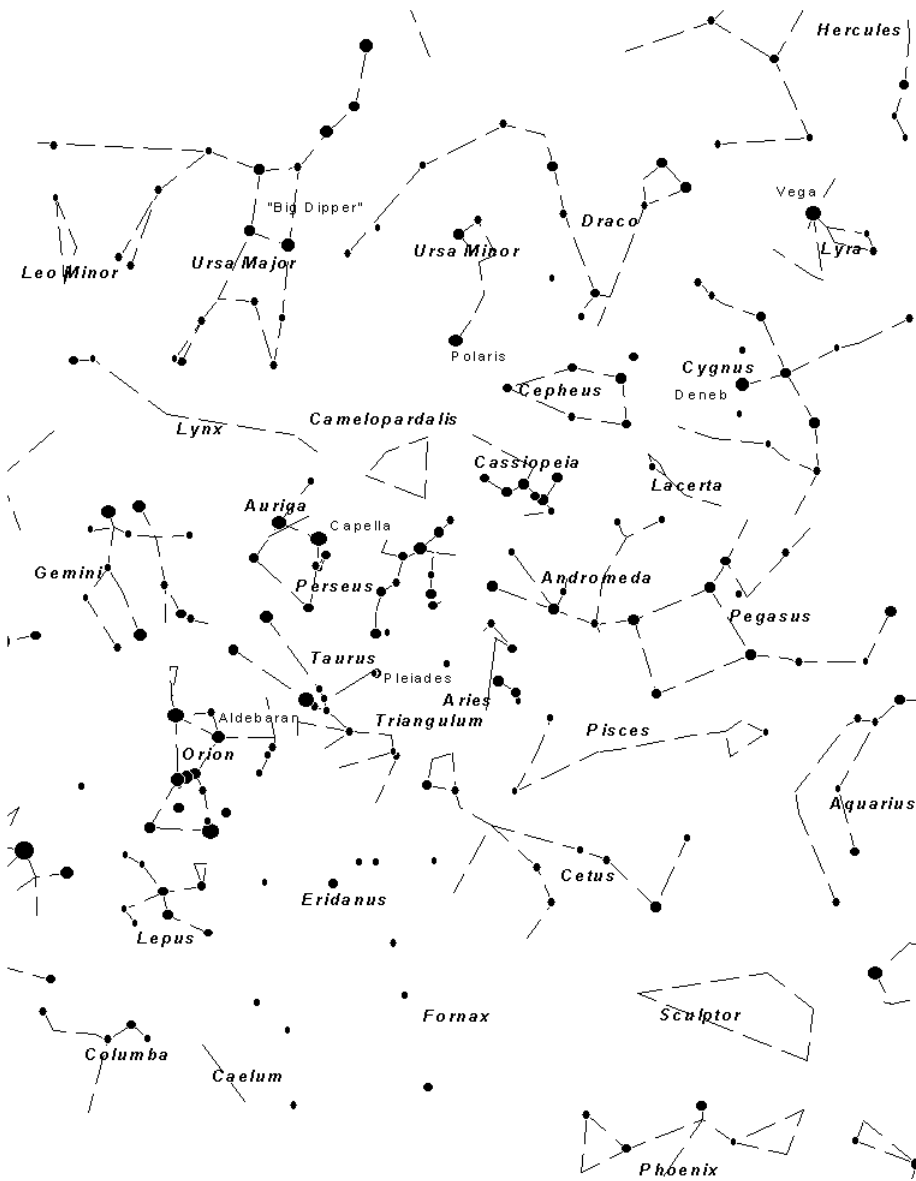 Hercules
Vega
"Big Dipper"
Draco
Ursa Minor
Lyra
Ursa Major
Leo Minor
Polaris
Cygnus
Cepheus
Deneb
Camelopardalis
Lynx
Cassiopeia
Lacerta
Auriga
Capella
Gemini
Perseus
Andromeda
Pegasus
Taurus
Pleiades
Aries
Aldebaran
Triangulum
Pisces
Orion
Aquarius
Cetus
Eridanus
Lepus
Fornax
Sculptor
Columba
Caelum
Phoenix